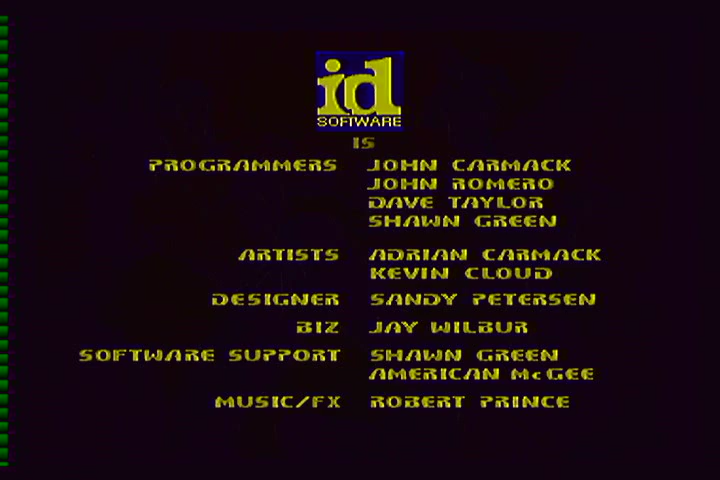 id
SOFTWARE
IS
PROGRAMMERS JOHN CARMACK
JOHN ROMERO
DAVE TAYLOR
SHAWN GREEN
ARTISTS ADRIAN CARMACK
KEVIN CLOUD
DESIGNER SANDY PETERSEN
BIZ JAY WILBUR
SOFTWARE SUPPORT SHAWN GREEN
AMERICAN McGEE
MUSIC/FX ROBERT PRINCE